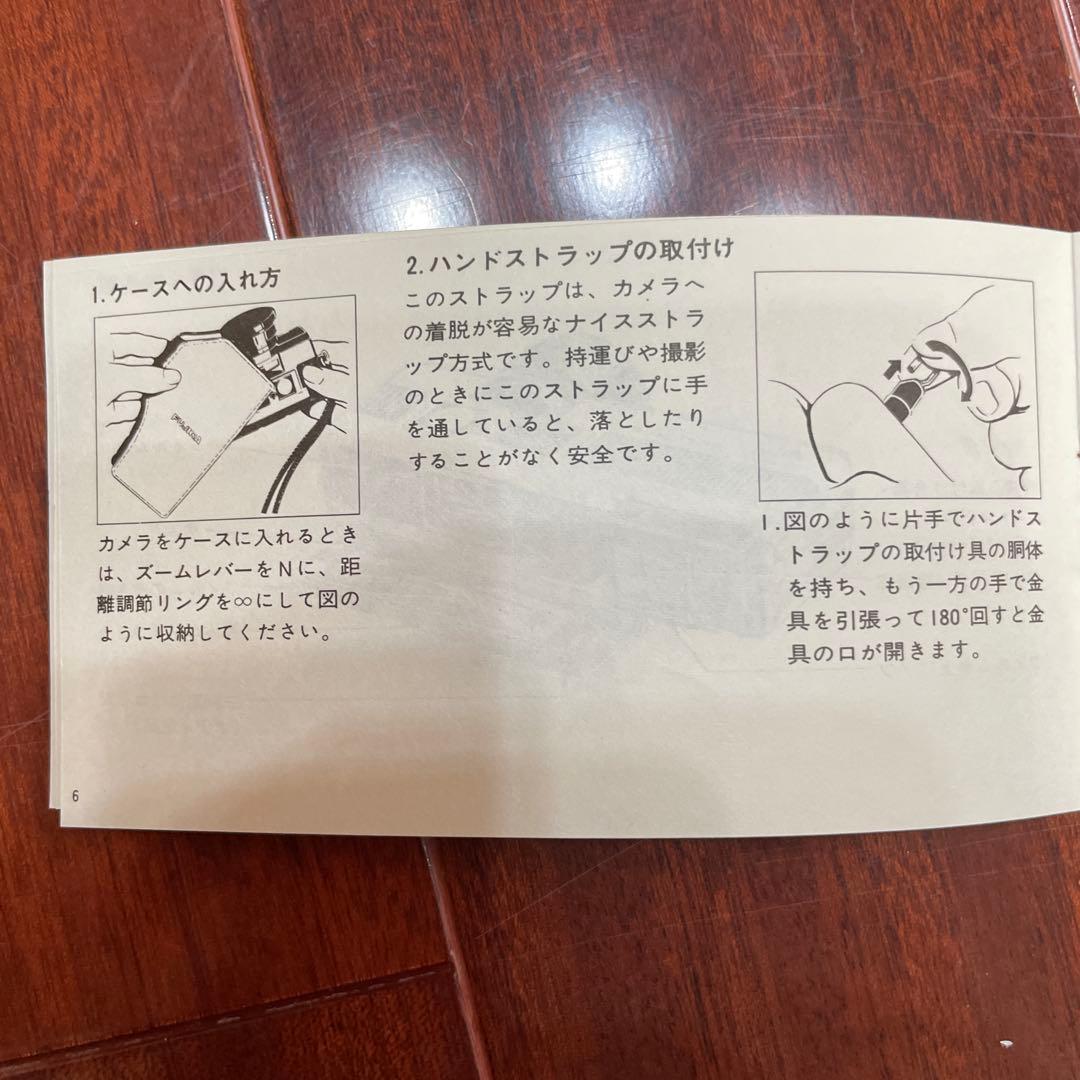 1.ケースへの入れ方
カメラをケースに入れるとき
は、ズームレバーをNに、距
離調節リングを∞にして図の
ように収納してください。
2.ハンドストラップの取付け
このストラップは、カメラへ
の着脱が容易なナイスストラ
ップ方式です。持運びや撮影
のときにこのストラップに手
を通していると、落としたり
することがなく安全です。
1.図のように片手でハンドス
トラップの取付け具の胴体
を持ち、もう一方の手で金
具を引張って180°回すと金
具の口が開きます。
6